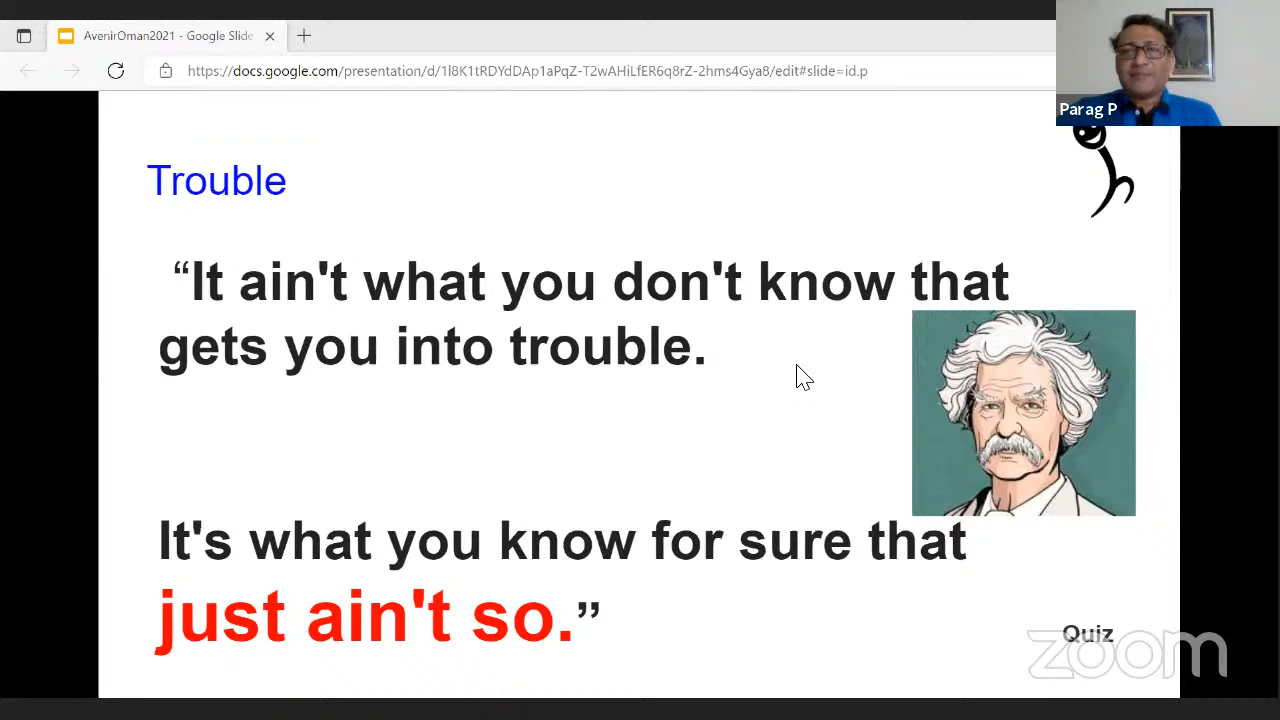 AvenirOman2021 - Google Slide
https://docs.google.com/presentation/d/1l8K1tRDYdDAp1aPqZ-T2wAHiLfER6q8rZ-2hms4Gya8/edit#slide=id.p
Parag P
Trouble
“It ain't what you don't know that
gets you into trouble.
It's what you know for sure that
just ain't so.”
Quiz
zoom